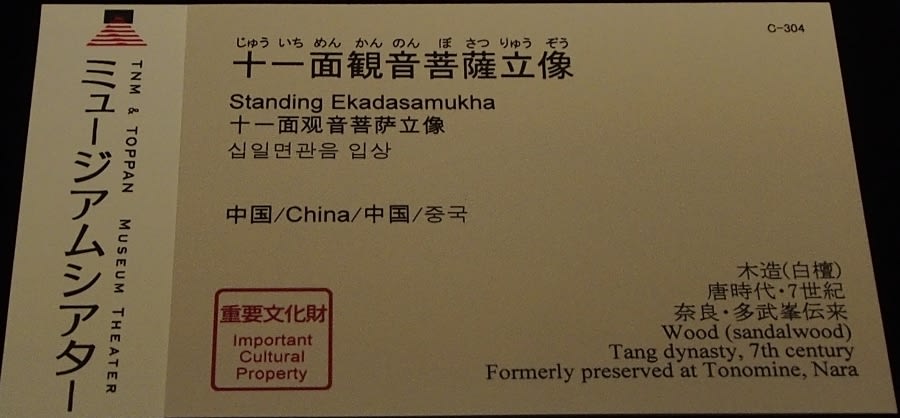 TNM & TOPPAN MUSEUM THEATER
ミュージアムシアター
C-304
じゅう いち めん かん のん ぼ さつ りゅう ぞう
十一面観音菩薩立像
Standing Ekadasamukha
十一面观音菩萨立像
십일면관음 입상
中国/China/中国/중국
重要文化財
Important
Cultural
Property
木造(白檀)
唐時代・7世紀
奈良・多武峯伝来
Wood (sandalwood)
Tang dynasty, 7th century
Formerly preserved at Tonomine, Nara